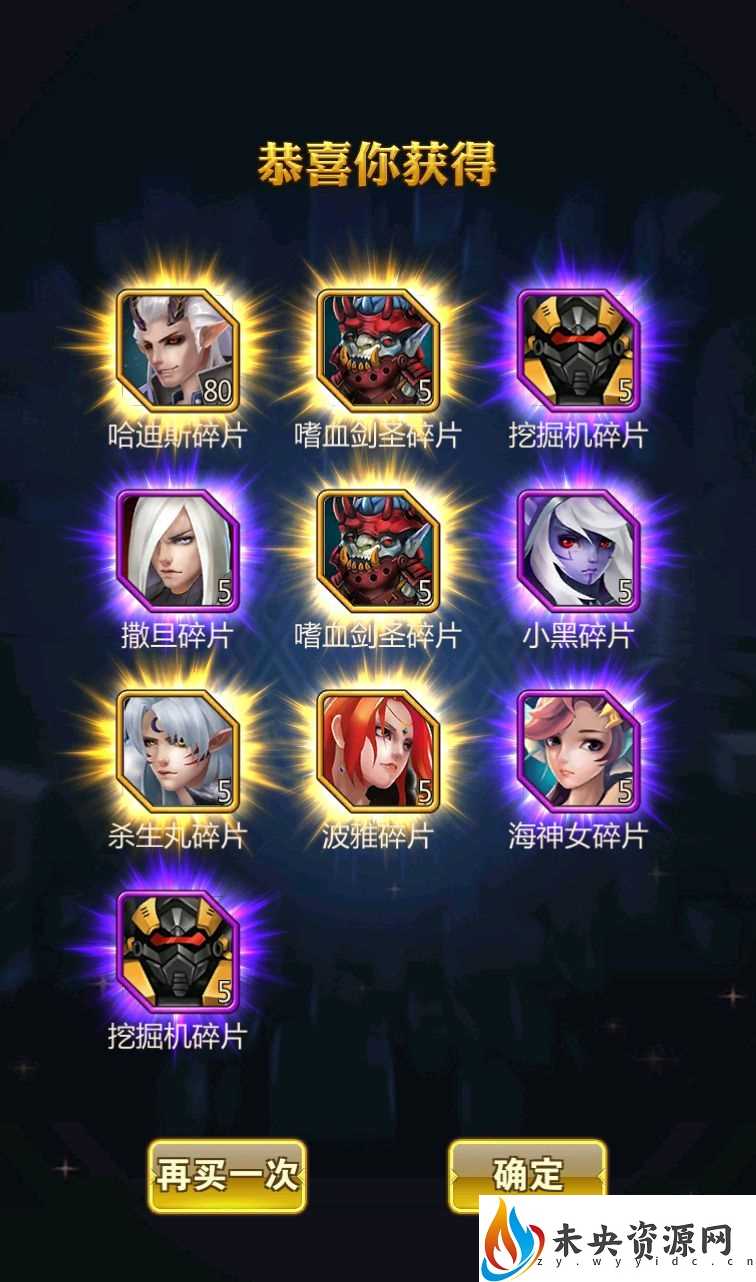 恭喜你获得
80 5 5
哈迪斯碎片 嗜血剑圣碎片 挖掘机碎片
5 5 5
撒旦碎片 嗜血剑圣碎片 小黑碎片
5 5 5
杀生丸碎片 波雅碎片 海神女碎片
5
挖掘机碎片
再买一次 确定
未央资源网
zy.wyyidc.cn